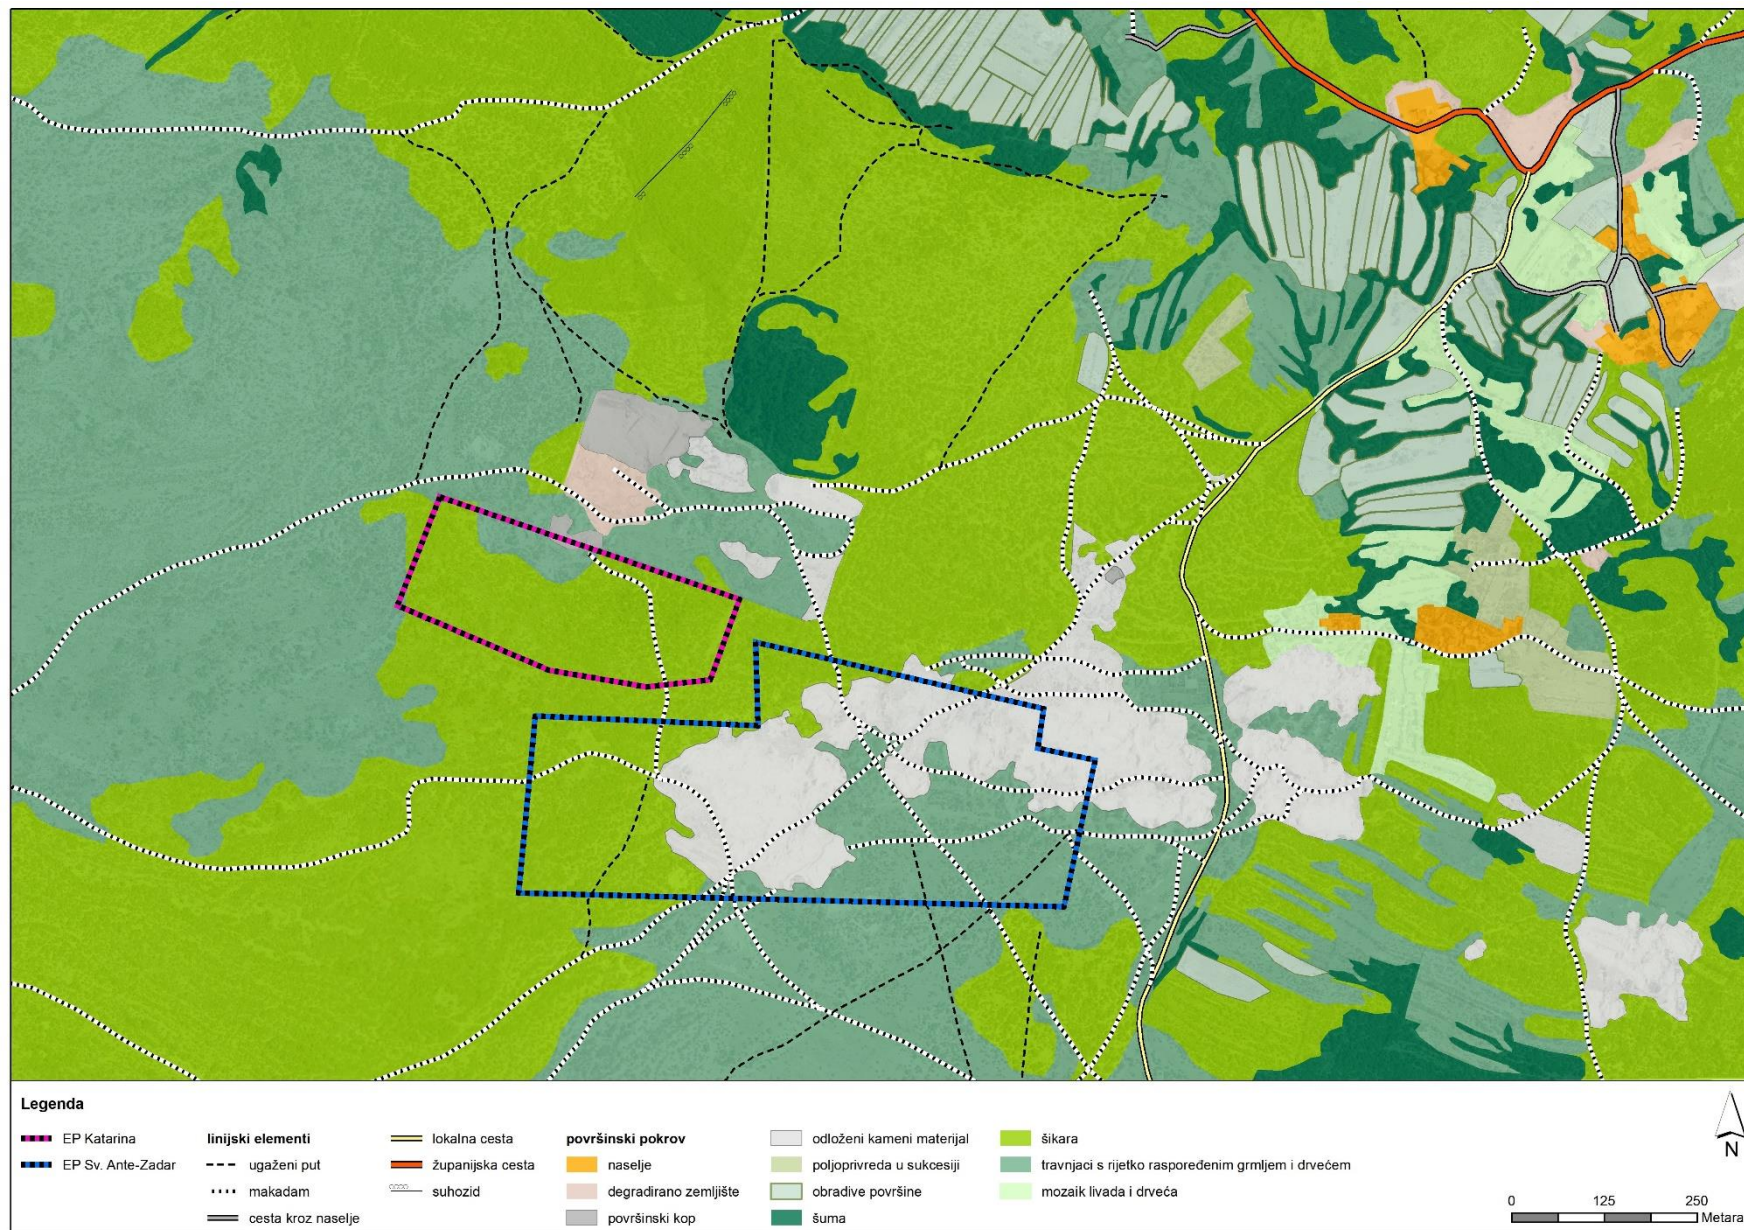 Legenda
EP Katarina
EP Sv. Ante-Zadar
linijski elementi
ugaženi put
makadam
cesta kroz naselje
lokalna cesta
županijska cesta
suhozid
površinski pokrov
naselje
degradirano zemljište
površinski kop
odloženi kameni materijal
poljoprivreda u sukcesiji
obradive površine
šuma
šikara
travnjaci s rijetko raspoređenim grmljem i drvećem
mozaik livada i drveća
N
0 125 250
Metara